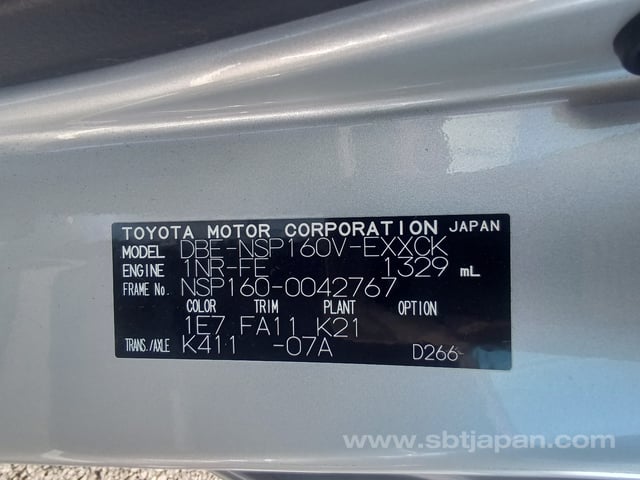 TOYOTA MOTOR CORPORATION JAPAN
MODEL DBE-NSP160V-EXXCK
ENGINE 1NR-FE 1329 mL
FRAME No. NSP160-0042767
COLOR TRIM PLANT OPTION
1E7 FA11 K21
TRANS./AXLE K411 -07A D266-
www.sbtjapan.com